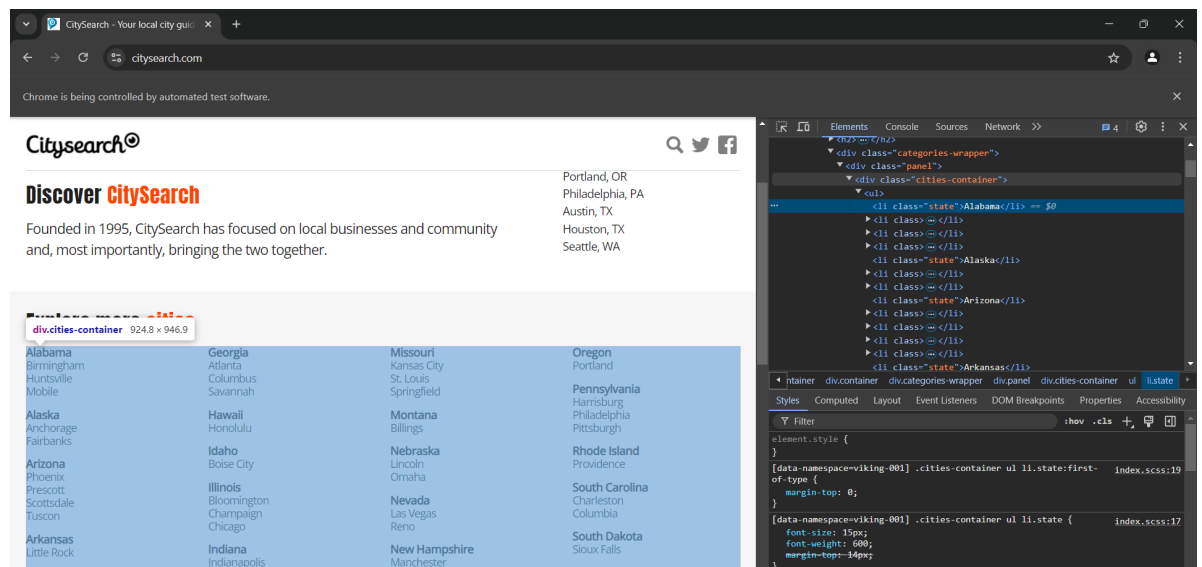 CitySearch - Your local city guid
citysearch.com
Chrome is being controlled by automated test software.
Citysearch
Discover CitySearch
Founded in 1995, CitySearch has focused on local businesses and community
and, most importantly, bringing the two together.
Portland, OR
Philadelphia, PA
Austin, TX
Houston, TX
Seattle, WA
Explore more cities
div.cities-container 924.8 × 946.9
Alabama
Birmingham
Huntsville
Mobile
Alaska
Anchorage
Fairbanks
Arizona
Phoenix
Prescott
Scottsdale
Tuscon
Arkansas
Little Rock
Georgia
Atlanta
Columbus
Savannah
Hawaii
Honolulu
Idaho
Boise City
Illinois
Bloomington
Champaign
Chicago
Indiana
Indianapolis
Missouri
Kansas City
St. Louis
Springfield
Montana
Billings
Nebraska
Lincoln
Omaha
Nevada
Las Vegas
Reno
New Hampshire
Manchester
Oregon
Portland
Pennsylvania
Harrisburg
Philadelphia
Pittsburgh
Rhode Island
Providence
South Carolina
Charleston
Columbia
South Dakota
Sioux Falls
Elements Console Sources Network 4
<h2>…</h2>
<div class="categories-wrapper">
<div class="panel">
<div class="cities-container">
<ul>
… <li class="state">Alabama</li> == $0
<li class>…</li>
<li class>…</li>
<li class>…</li>
<li class="state">Alaska</li>
<li class>…</li>
<li class>…</li>
<li class="state">Arizona</li>
<li class>…</li>
<li class>…</li>
<li class>…</li>
<li class>…</li>
<li class="state">Arkansas</li>
ntainer div.container div.categories-wrapper div.panel div.cities-container ul li.state
Styles Computed Layout Event Listeners DOM Breakpoints Properties Accessibility
Filter :hov .cls
element.style {
}
[data-namespace=viking-001] .cities-container ul li.state:first- index.scss:19
of-type {
margin-top: 0;
}
[data-namespace=viking-001] .cities-container ul li.state { index.scss:17
font-size: 15px;
font-weight: 600;
margin-top: 14px;
}